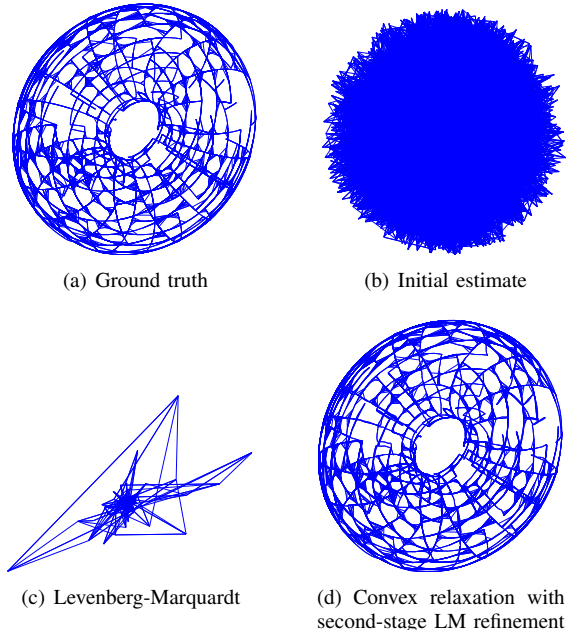 (a) Ground truth
(b) Initial estimate
(c) Levenberg-Marquardt
(d) Convex relaxation with
second-stage LM refinement